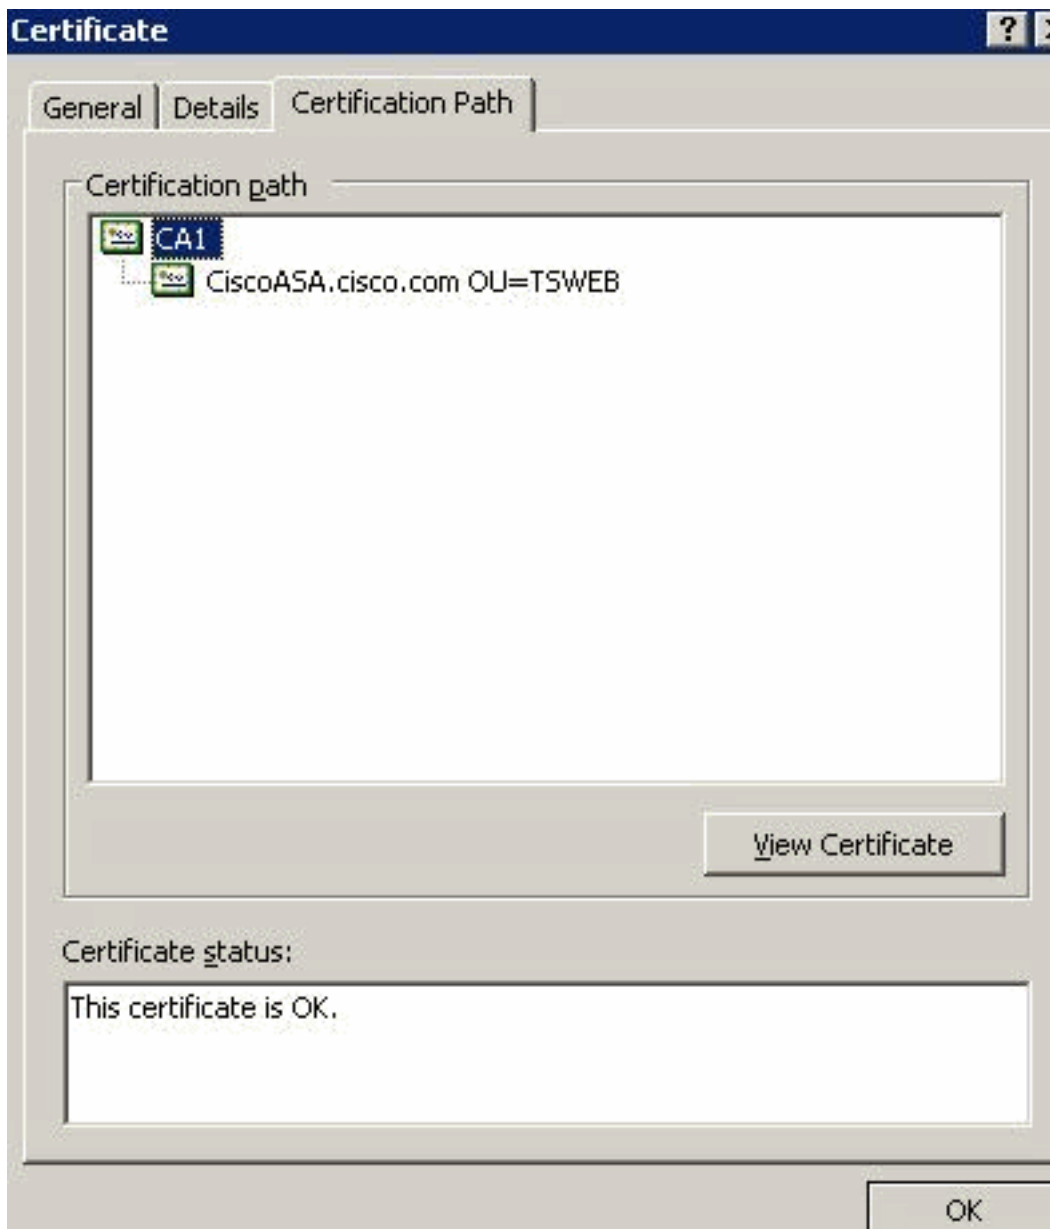 Certificate ?
General Details Certification Path
Certification path
CA1
CiscoASA.cisco.com OU=TSWEB
View Certificate
Certificate status:
This certificate is OK.
OK